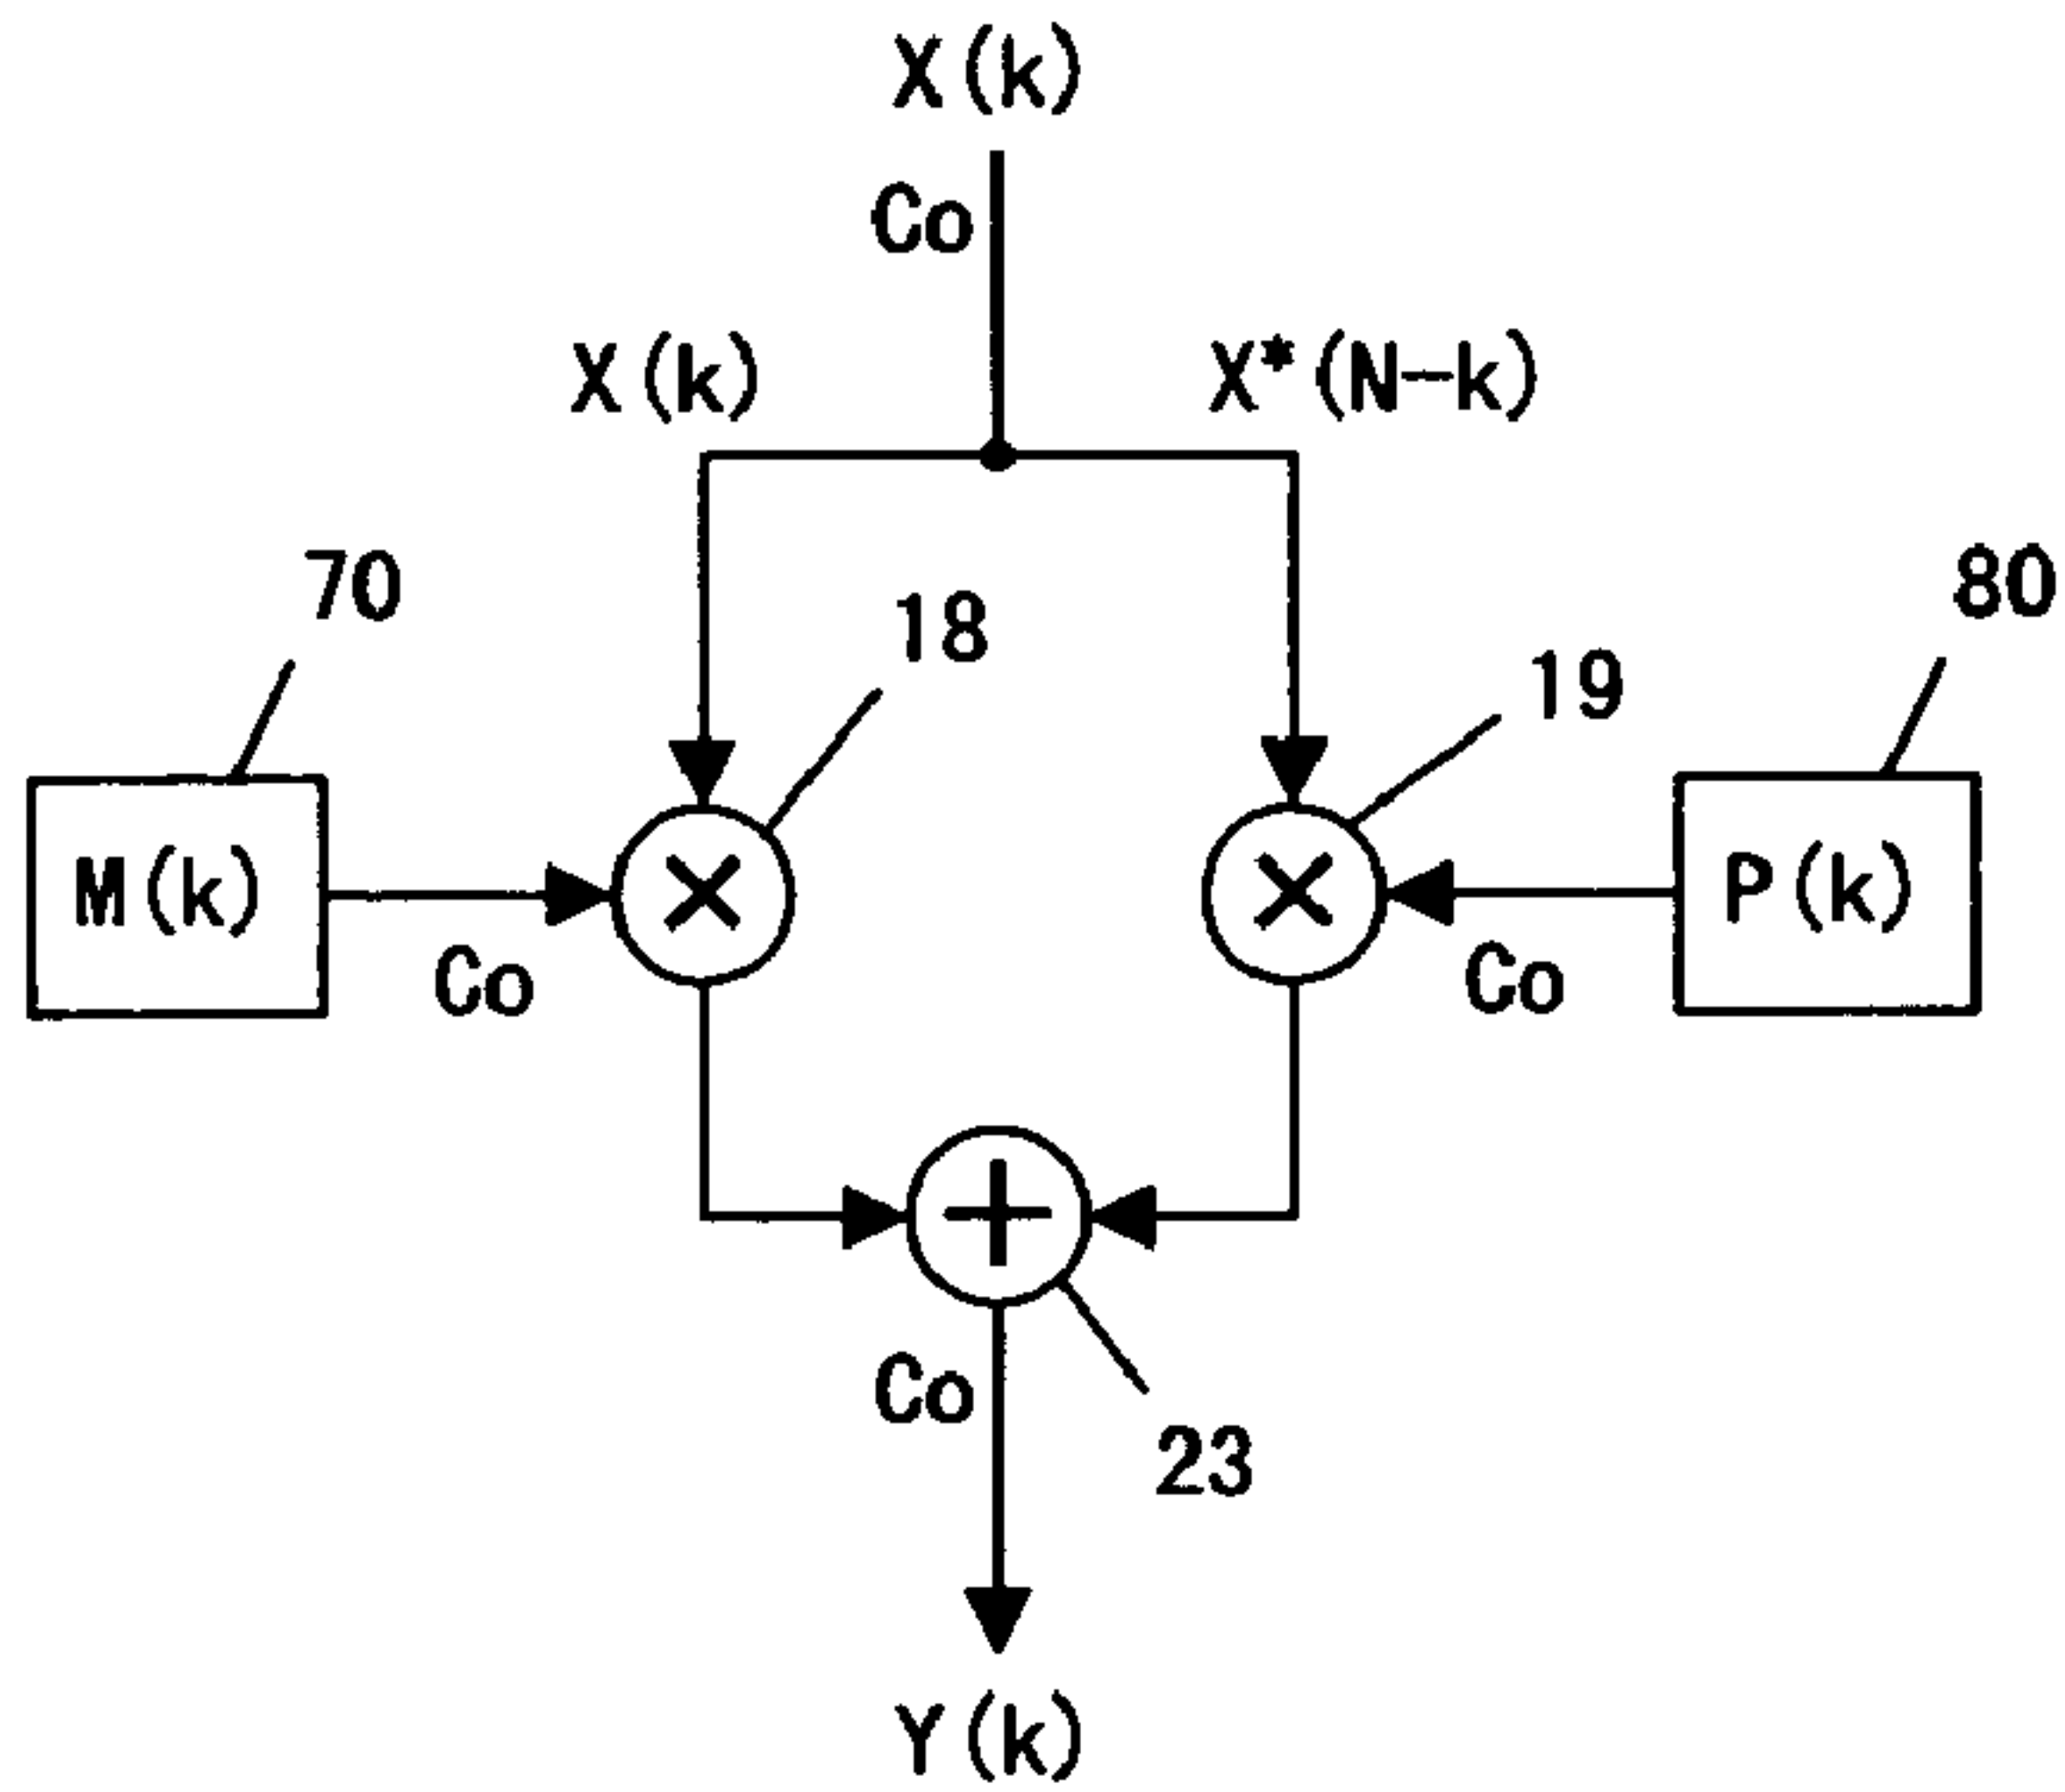 X(k)
Co
X(k)
X*(N-k)
70
18
19
80
M(k)
×
×
P(k)
Co
Co
+
Co
23
Y(k)